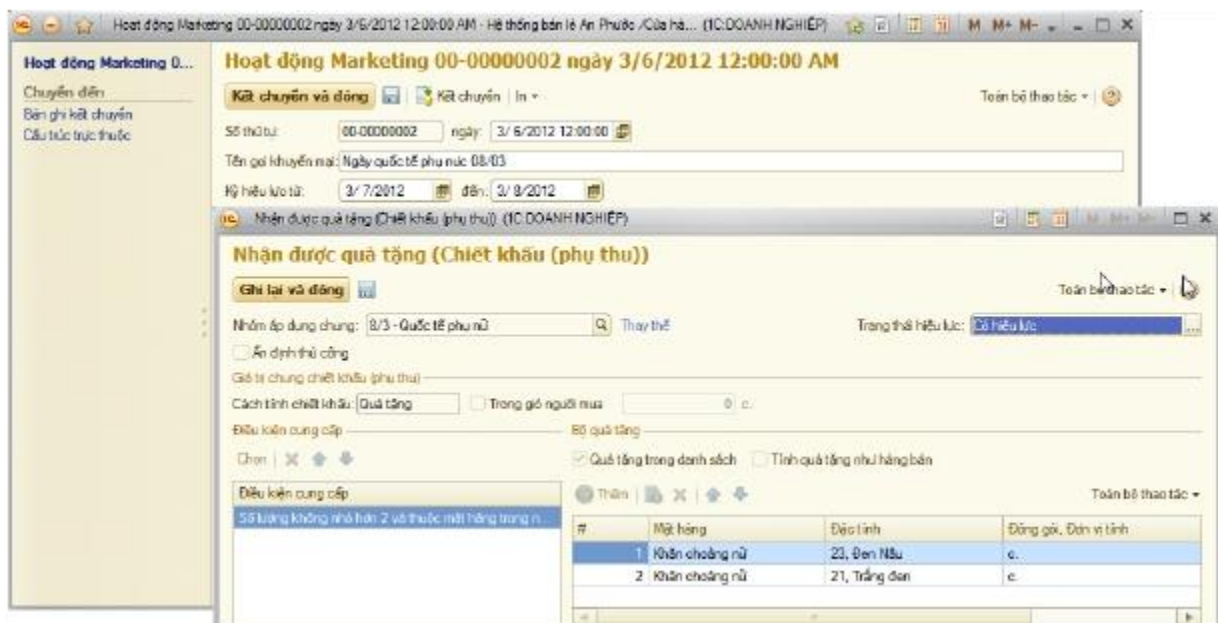 Hoạt động Marketing 00-00000002 ngày 3/6/2012 12:00:00 AM - Hệ thống bán lẻ An Phước /Cửa hà... (1C:DOANH NGHIỆP) M M+ M-
Hoạt động Marketing 0...
Chuyển đến
Bản ghi kết chuyển
Cấu trúc trực thuộc
Hoạt động Marketing 00-00000002 ngày 3/6/2012 12:00:00 AM
Kết chuyển và đóng Kết chuyển In Toàn bộ thao tác
Số thứ tự: 00-00000002 ngày: 3/ 6/2012 12:00:00
Tên gọi khuyến mại: Ngày quốc tế phụ nức 08/03
Kỳ hiệu lực từ: 3/ 7/2012 đến: 3/ 8/2012
Nhận được quà tặng (Chiết khấu (phụ thu)) (1C:DOANH NGHIỆP) M M+ M-
Nhận được quà tặng (Chiết khấu (phụ thu))
Ghi lại và đóng Toàn bộ thao tác
Nhóm áp dụng chung: 8/3 - Quốc tế phụ nữ Thay thế Trạng thái hiệu lực: Có hiệu lực ...
Ấn định thủ công
Giá trị chung chiết khấu (phụ thu)
Cách tính chiết khấu: Quà tặng Trong giỏ người mua 0 c.
Điều kiện cung cấp Bộ quà tặng
Chọn Quà tặng trong danh sách Tính quà tặng như hàng bán
Điều kiện cung cấp Thêm Toàn bộ thao tác
Số lượng không nhỏ hơn 2 và thuộc mặt hàng trong n...
# Mặt hàng Đặc tính Đóng gói, Đơn vị tính
1 Khăn choàng nữ 23, Đen Nâu c.
2 Khăn choàng nữ 21, Trắng đen c.